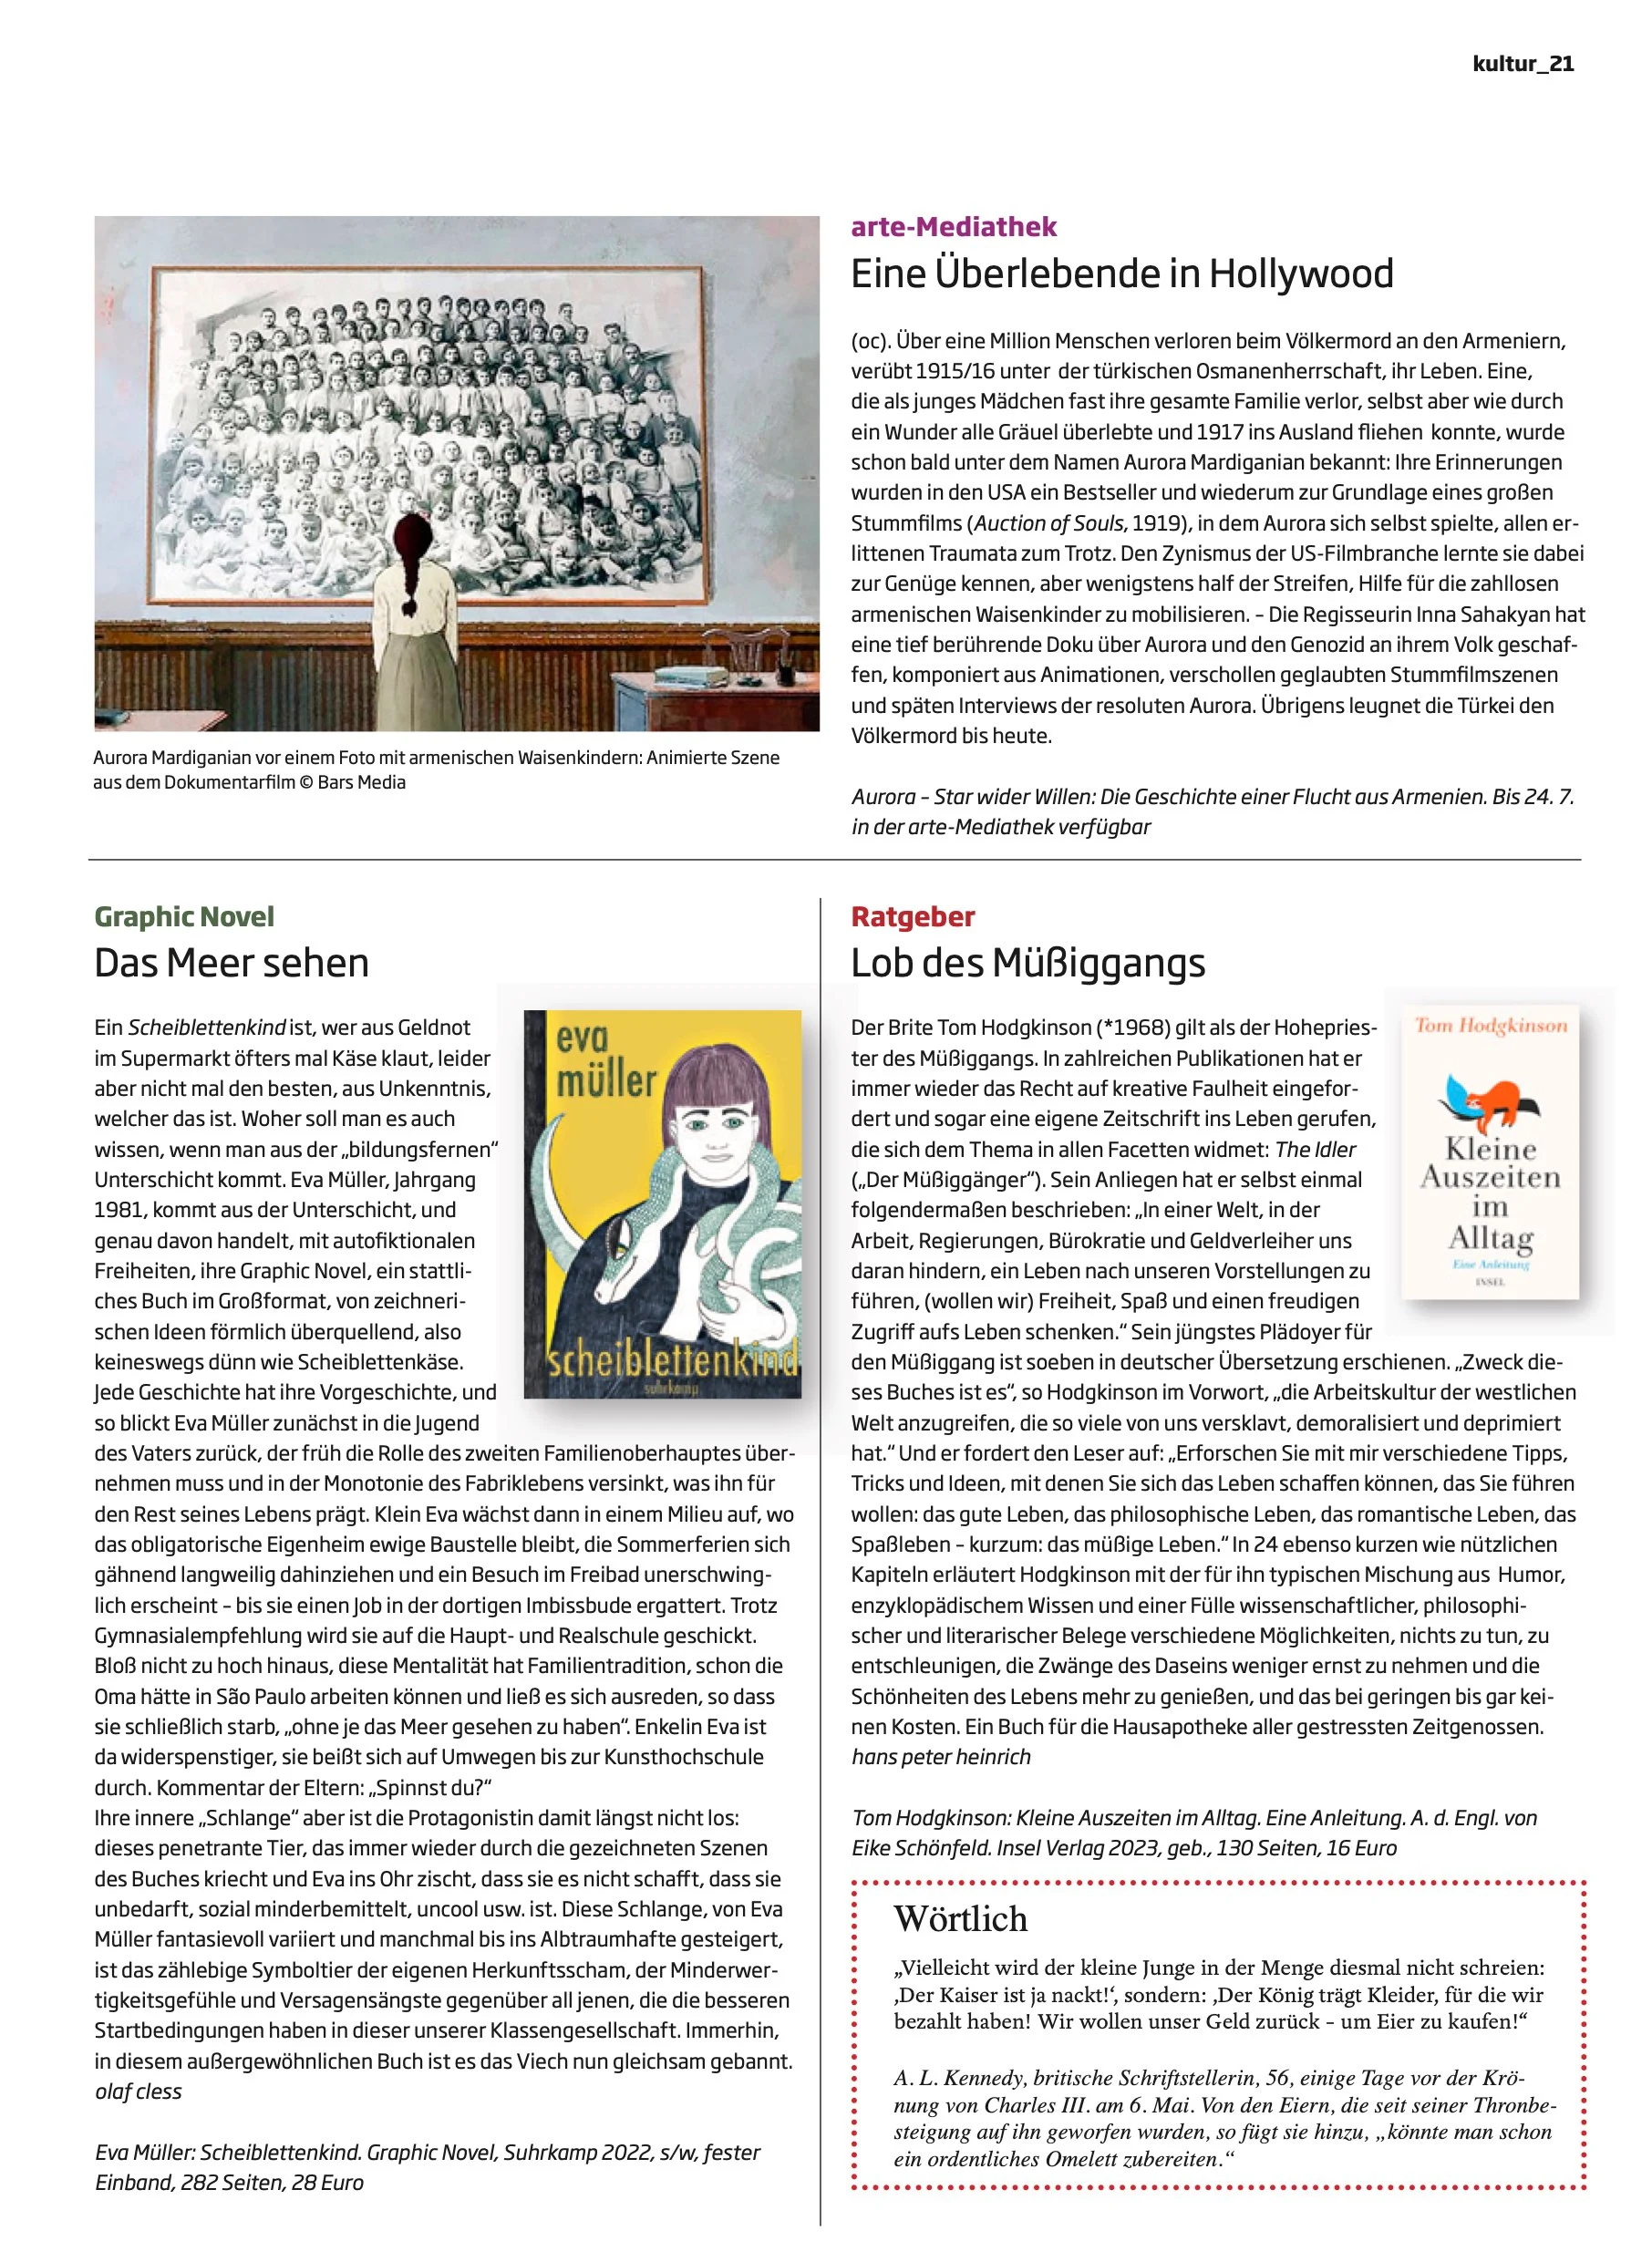 kultur_21
arte-Mediathek
Eine Überlebende in Hollywood
(oc). Über eine Million Menschen verloren beim Völkermord an den Armeniern,
verübt 1915/16 unter der türkischen Osmanenherrschaft, ihr Leben. Eine,
die als junges Mädchen fast ihre gesamte Familie verlor, selbst aber wie durch
ein Wunder alle Gräuel überlebte und 1917 ins Ausland fliehen konnte, wurde
schon bald unter dem Namen Aurora Mardiganian bekannt: Ihre Erinnerungen
wurden in den USA ein Bestseller und wiederum zur Grundlage eines großen
Stummfilms (Auction of Souls, 1919), in dem Aurora sich selbst spielte, allen er-
littenen Traumata zum Trotz. Den Zynismus der US-Filmbranche lernte sie dabei
zur Genüge kennen, aber wenigstens half der Streifen, Hilfe für die zahllosen
armenischen Waisenkinder zu mobilisieren. – Die Regisseurin Inna Sahakyan hat
eine tief berührende Doku über Aurora und den Genozid an ihrem Volk geschaf-
fen, komponiert aus Animationen, verschollen geglaubten Stummfilmszenen
und späten Interviews der resoluten Aurora. Übrigens leugnet die Türkei den
Völkermord bis heute.
Aurora – Star wider Willen: Die Geschichte einer Flucht aus Armenien. Bis 24. 7.
in der arte-Mediathek verfügbar
Aurora Mardiganian vor einem Foto mit armenischen Waisenkindern: Animierte Szene
aus dem Dokumentarfilm © Bars Media
Graphic Novel
Das Meer sehen
Ein Scheiblettenkind ist, wer aus Geldnot
im Supermarkt öfters mal Käse klaut, leider
aber nicht mal den besten, aus Unkenntnis,
welcher das ist. Woher soll man es auch
wissen, wenn man aus der „bildungsfernen“
Unterschicht kommt. Eva Müller, Jahrgang
1981, kommt aus der Unterschicht, und
genau davon handelt, mit autofiktionalen
Freiheiten, ihre Graphic Novel, ein stattli-
ches Buch im Großformat, von zeichneri-
schen Ideen förmlich überquellend, also
keineswegs dünn wie Scheiblettenkäse.
Jede Geschichte hat ihre Vorgeschichte, und
so blickt Eva Müller zunächst in die Jugend
des Vaters zurück, der früh die Rolle des zweiten Familienoberhauptes über-
nehmen muss und in der Monotonie des Fabriklebens versinkt, was ihn für
den Rest seines Lebens prägt. Klein Eva wächst dann in einem Milieu auf, wo
das obligatorische Eigenheim ewige Baustelle bleibt, die Sommerferien sich
gähnend langweilig dahinziehen und ein Besuch im Freibad unerschwing-
lich erscheint – bis sie einen Job in der dortigen Imbissbude ergattert. Trotz
Gymnasialempfehlung wird sie auf die Haupt- und Realschule geschickt.
Bloß nicht zu hoch hinaus, diese Mentalität hat Familientradition, schon die
Oma hätte in São Paulo arbeiten können und ließ es sich ausreden, so dass
sie schließlich starb, „ohne je das Meer gesehen zu haben“. Enkelin Eva ist
da widerspenstiger, sie beißt sich auf Umwegen bis zur Kunsthochschule
durch. Kommentar der Eltern: „Spinnst du?“
Ihre innere „Schlange“ aber ist die Protagonistin damit längst nicht los:
dieses penetrante Tier, das immer wieder durch die gezeichneten Szenen
des Buches kriecht und Eva ins Ohr zischt, dass sie es nicht schafft, dass sie
unbedarft, sozial minderbemittelt, uncool usw. ist. Diese Schlange, von Eva
Müller fantasievoll variiert und manchmal bis ins Albtraumhafte gesteigert,
ist das zählebige Symboltier der eigenen Herkunftsscham, der Minderwer-
tigkeitsgefühle und Versagensängste gegenüber all jenen, die die besseren
Startbedingungen haben in dieser unserer Klassengesellschaft. Immerhin,
in diesem außergewöhnlichen Buch ist es das Viech nun gleichsam gebannt.
olaf cless
Eva Müller: Scheiblettenkind. Graphic Novel, Suhrkamp 2022, s/w, fester
Einband, 282 Seiten, 28 Euro
eva
müller
scheiblettenkind
suhrkamp
Ratgeber
Lob des Müßiggangs
Der Brite Tom Hodgkinson (*1968) gilt als der Hohepries-
ter des Müßiggangs. In zahlreichen Publikationen hat er
immer wieder das Recht auf kreative Faulheit eingefor-
dert und sogar eine eigene Zeitschrift ins Leben gerufen,
die sich dem Thema in allen Facetten widmet: The Idler
(„Der Müßiggänger“). Sein Anliegen hat er selbst einmal
folgendermaßen beschrieben: „In einer Welt, in der
Arbeit, Regierungen, Bürokratie und Geldverleiher uns
daran hindern, ein Leben nach unseren Vorstellungen zu
führen, (wollen wir) Freiheit, Spaß und einen freudigen
Zugriff aufs Leben schenken.“ Sein jüngstes Plädoyer für
den Müßiggang ist soeben in deutscher Übersetzung erschienen. „Zweck die-
ses Buches ist es“, so Hodgkinson im Vorwort, „die Arbeitskultur der westlichen
Welt anzugreifen, die so viele von uns versklavt, demoralisiert und deprimiert
hat.“ Und er fordert den Leser auf: „Erforschen Sie mit mir verschiedene Tipps,
Tricks und Ideen, mit denen Sie sich das Leben schaffen können, das Sie führen
wollen: das gute Leben, das philosophische Leben, das romantische Leben, das
Spaßleben – kurzum: das müßige Leben.“ In 24 ebenso kurzen wie nützlichen
Kapiteln erläutert Hodgkinson mit der für ihn typischen Mischung aus Humor,
enzyklopädischem Wissen und einer Fülle wissenschaftlicher, philosophi-
scher und literarischer Belege verschiedene Möglichkeiten, nichts zu tun, zu
entschleunigen, die Zwänge des Daseins weniger ernst zu nehmen und die
Schönheiten des Lebens mehr zu genießen, und das bei geringen bis gar kei-
nen Kosten. Ein Buch für die Hausapotheke aller gestressten Zeitgenossen.
hans peter heinrich
Tom Hodgkinson: Kleine Auszeiten im Alltag. Eine Anleitung. A. d. Engl. von
Eike Schönfeld. Insel Verlag 2023, geb., 130 Seiten, 16 Euro
Tom Hodgkinson
Kleine
Auszeiten
im
Alltag
Eine Anleitung
INSEL
Wörtlich
„Vielleicht wird der kleine Junge in der Menge diesmal nicht schreien:
‚Der Kaiser ist ja nackt!‘, sondern: ‚Der König trägt Kleider, für die wir
bezahlt haben! Wir wollen unser Geld zurück – um Eier zu kaufen!“
A. L. Kennedy, britische Schriftstellerin, 56, einige Tage vor der Krö-
nung von Charles III. am 6. Mai. Von den Eiern, die seit seiner Thronbe-
steigung auf ihn geworfen wurden, so fügt sie hinzu, „könnte man schon
ein ordentliches Omelett zubereiten.“